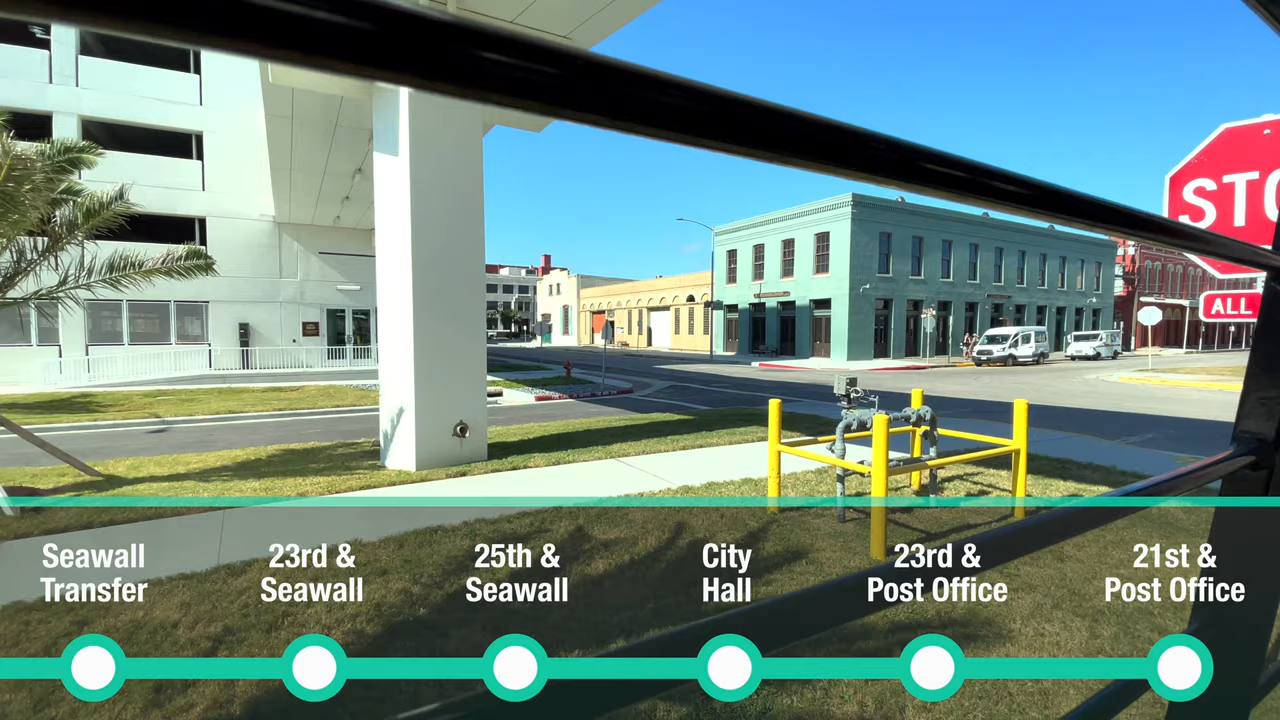 STO
ALL
Seawall
Transfer
23rd &
Seawall
25th &
Seawall
City
Hall
23rd &
Post Office
21st &
Post Office